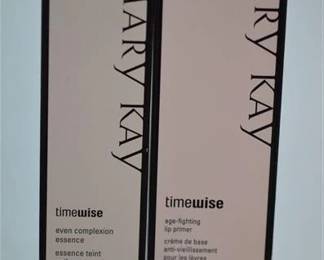 MARY KAY
timewise
even complexion
essence
essence teint
RY KAY
timewise
age-fighting
lip primer
crème de base
anti-vieillissement
pour les lèvres